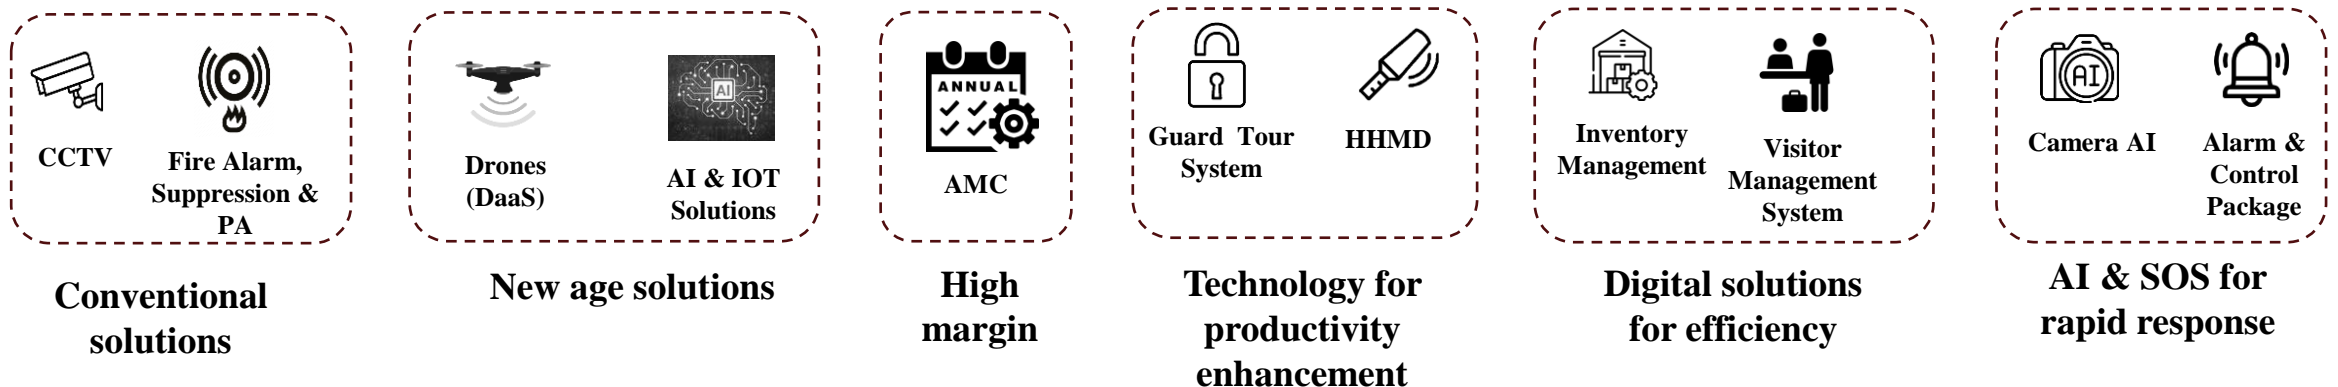 CCTV
Fire Alarm,
Suppression &
PA
Conventional
solutions
Drones
(DaaS)
AI
AI & IOT
Solutions
New age solutions
ANNUAL
AMC
High
margin
Guard Tour
System
HHMD
Technology for
productivity
enhancement
Inventory
Management
Visitor
Management
System
Digital solutions
for efficiency
AI
Camera AI
Alarm &
Control
Package
AI & SOS for
rapid response